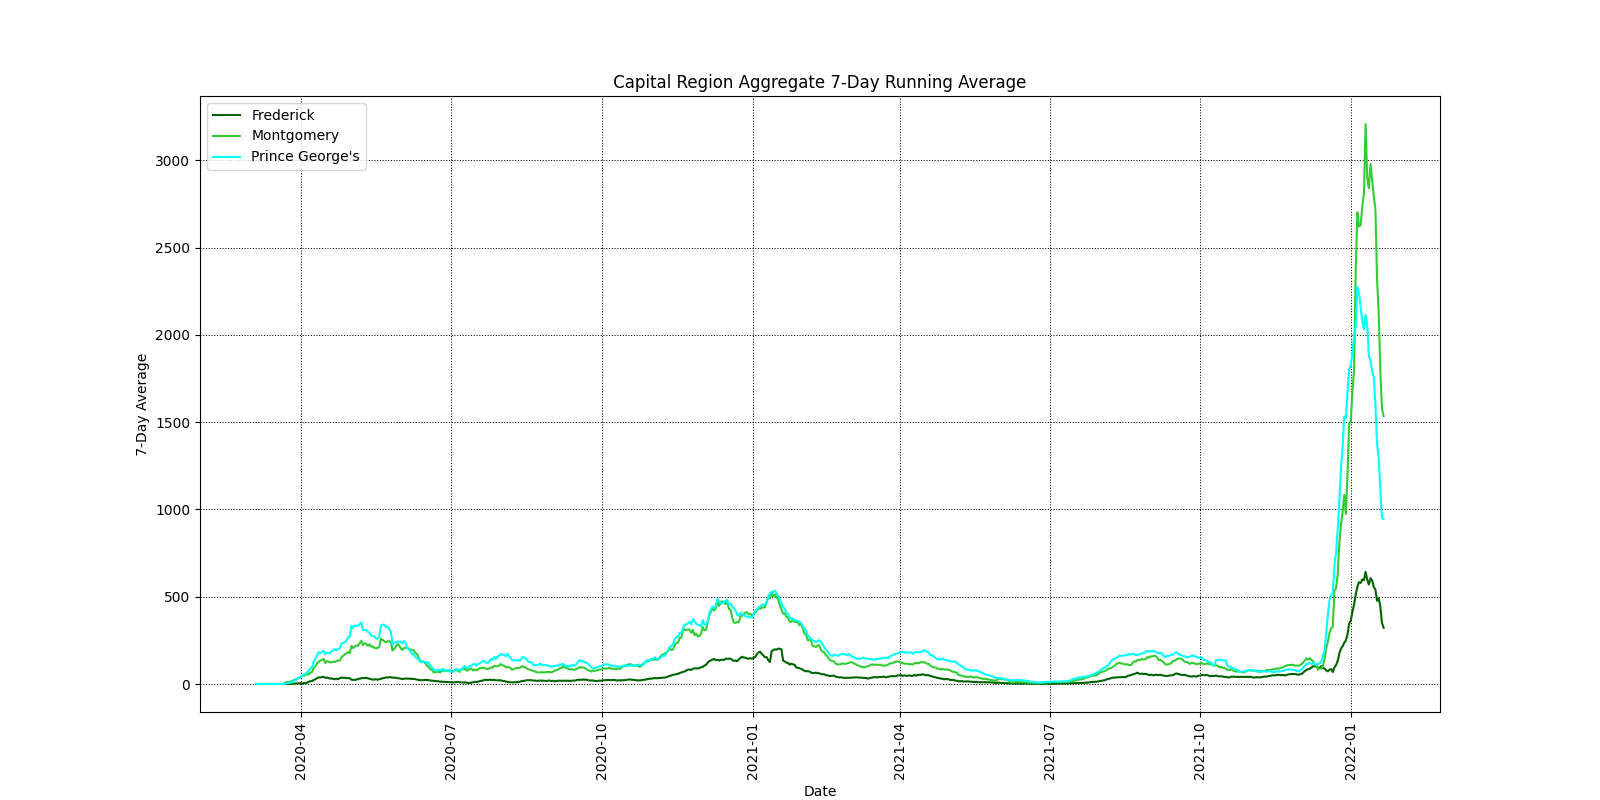 Capital Region Aggregate 7-Day Running Average
Frederick
Montgomery
Prince George's
3000
2500
2000
1500
1000
500
0
7-Day Average
2020-04
2020-07
2020-10
2021-01
2021-04
2021-07
2021-10
2022-01
Date